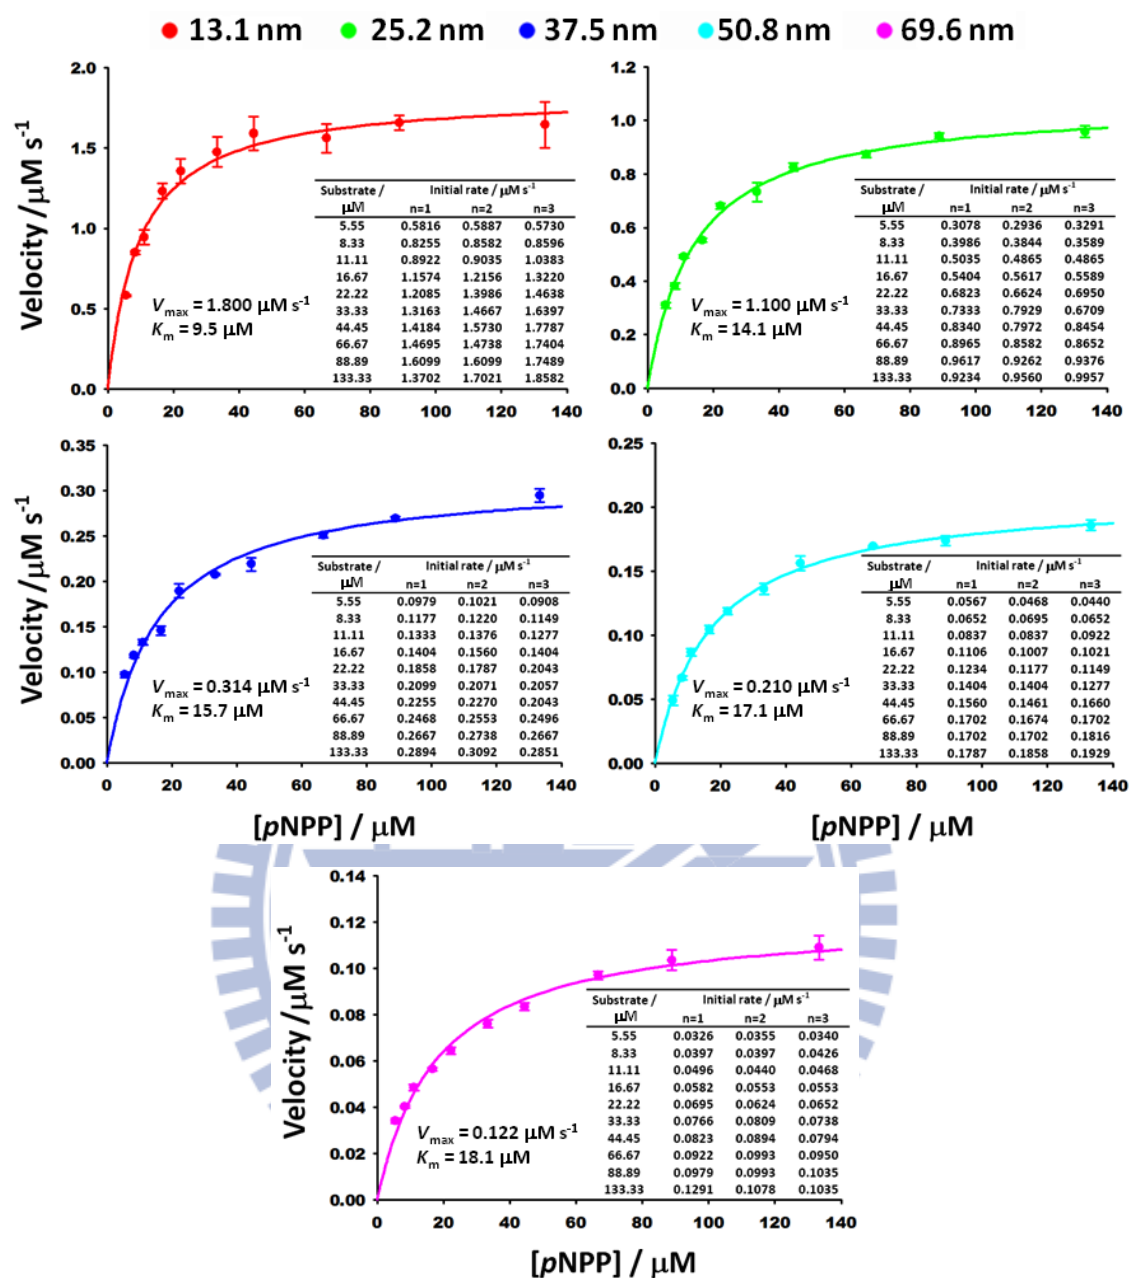 13.1 nm 25.2 nm 37.5 nm 50.8 nm 69.6 nm
Velocity /μM s-1
2.0
1.5
1.0
0.5
0.0
0 20 40 60 80 100 120 140
Vmax = 1.800 μM s-1
Km = 9.5 μM
Substrate / Initial rate / μM s-1
μM n=1 n=2 n=3
5.55 0.5816 0.5887 0.5730
8.33 0.8255 0.8582 0.8596
11.11 0.8922 0.9035 1.0383
16.67 1.1574 1.2156 1.3220
22.22 1.2085 1.3986 1.4638
33.33 1.3163 1.4667 1.6397
44.45 1.4184 1.5730 1.7787
66.67 1.4695 1.4738 1.7404
88.89 1.6099 1.6099 1.7489
133.33 1.3702 1.7021 1.8582
1.2
1.0
0.8
0.6
0.4
0.2
0.0
0 20 40 60 80 100 120 140
Vmax = 1.100 μM s-1
Km = 14.1 μM
Substrate / Initial rate / μM s-1
μM n=1 n=2 n=3
5.55 0.3078 0.2936 0.3291
8.33 0.3986 0.3844 0.3589
11.11 0.5035 0.4865 0.4865
16.67 0.5404 0.5617 0.5589
22.22 0.6823 0.6624 0.6950
33.33 0.7333 0.7929 0.6709
44.45 0.8340 0.7972 0.8454
66.67 0.8965 0.8582 0.8652
88.89 0.9617 0.9262 0.9376
133.33 0.9234 0.9560 0.9957
Velocity /μM s-1
0.35
0.30
0.25
0.20
0.15
0.10
0.05
0.00
0 20 40 60 80 100 120 140
Vmax = 0.314 μM s-1
Km = 15.7 μM
Substrate / Initial rate / μM s-1
μM n=1 n=2 n=3
5.55 0.0979 0.1021 0.0908
8.33 0.1177 0.1220 0.1149
11.11 0.1333 0.1376 0.1277
16.67 0.1404 0.1560 0.1404
22.22 0.1858 0.1787 0.2043
33.33 0.2099 0.2071 0.2057
44.45 0.2255 0.2270 0.2043
66.67 0.2468 0.2553 0.2496
88.89 0.2667 0.2738 0.2667
133.33 0.2894 0.3092 0.2851
[pNPP] / μM
0.25
0.20
0.15
0.10
0.05
0.00
0 20 40 60 80 100 120 140
Vmax = 0.210 μM s-1
Km = 17.1 μM
Substrate / Initial rate / μM s-1
μM n=1 n=2 n=3
5.55 0.0567 0.0468 0.0440
8.33 0.0652 0.0695 0.0652
11.11 0.0837 0.0837 0.0922
16.67 0.1106 0.1007 0.1021
22.22 0.1234 0.1177 0.1149
33.33 0.1404 0.1404 0.1277
44.45 0.1560 0.1461 0.1660
66.67 0.1702 0.1674 0.1702
88.89 0.1702 0.1702 0.1816
133.33 0.1787 0.1858 0.1929
[pNPP] / μM
Velocity /μM s-1
0.14
0.12
0.10
0.08
0.06
0.04
0.02
0.00
0 20 40 60 80 100 120 140
Vmax = 0.122 μM s-1
Km = 18.1 μM
Substrate / Initial rate / μM s-1
μM n=1 n=2 n=3
5.55 0.0326 0.0355 0.0340
8.33 0.0397 0.0397 0.0426
11.11 0.0496 0.0440 0.0468
16.67 0.0582 0.0553 0.0553
22.22 0.0695 0.0624 0.0652
33.33 0.0766 0.0809 0.0738
44.45 0.0823 0.0894 0.0794
66.67 0.0922 0.0993 0.0950
88.89 0.0979 0.0993 0.1035
133.33 0.1291 0.1078 0.1035
[pNPP] / μM